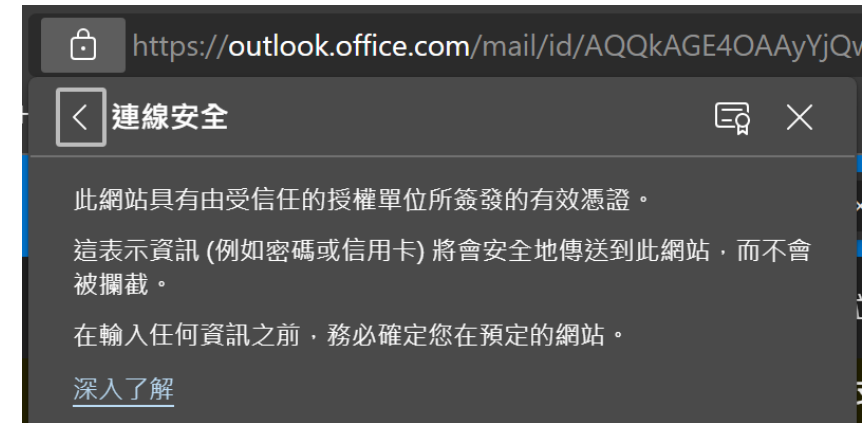 https://outlook.office.com/mail/id/AQQkAGE4OAAyYjQ
連線安全
此網站具有由受信任的授權單位所簽發的有效憑證。
這表示資訊 (例如密碼或信用卡) 將會安全地傳送到此網站，而不會
被攔截。
在輸入任何資訊之前，務必確定您在預定的網站。
深入了解